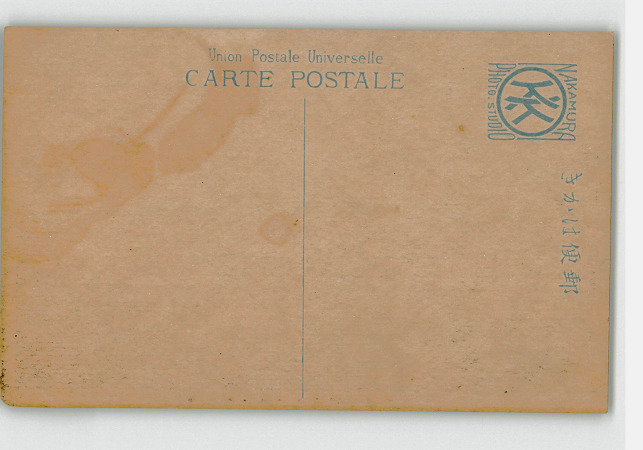 Union Postale Universelle
CARTE POSTALE
NAKAMURA
PHOTO STUDIO
きかは便郵